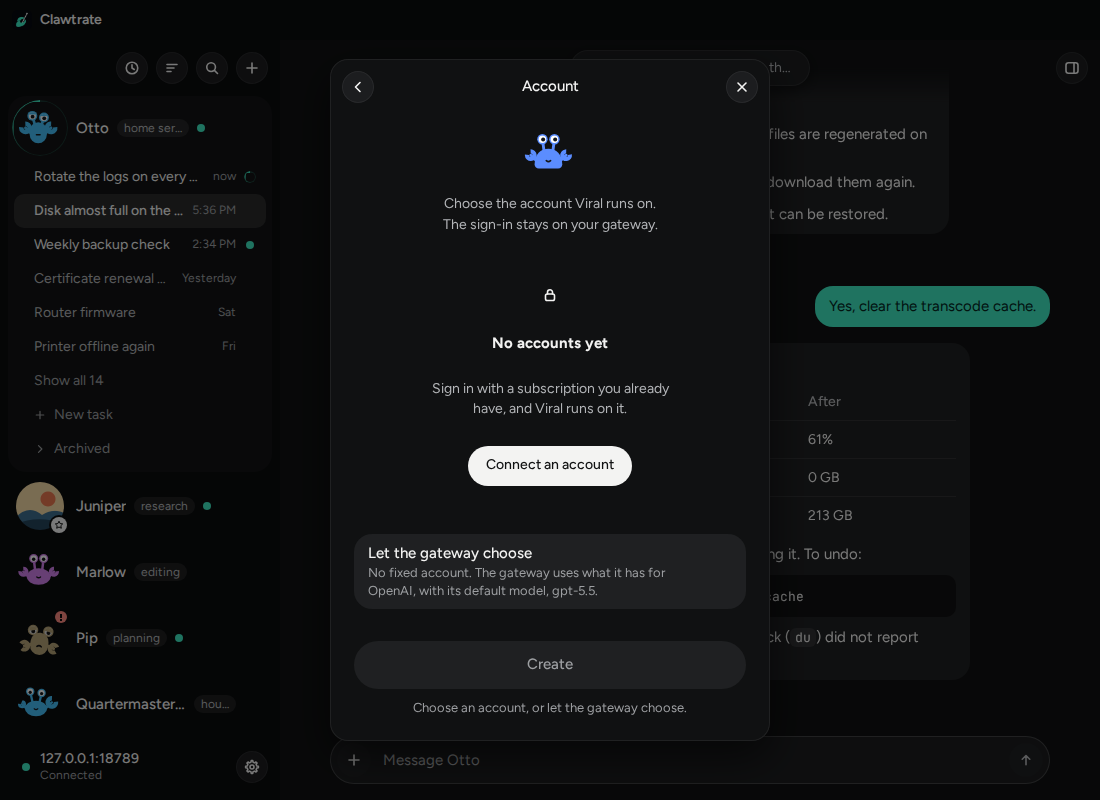 Clawtrate
Otto
home ser...
Rotate the logs on every ...
now
Disk almost full on the ...
5:36 PM
Weekly backup check
2:34 PM
Certificate renewal ...
Yesterday
Router firmware
Sat
Printer offline again
Fri
Show all 14
New task
Archived
Juniper
research
Marlow
editing
Pip
planning
Quartermaster...
hou...
127.0.0.1:18789
Connected
Account
Choose the account Viral runs on.
The sign-in stays on your gateway.
No accounts yet
Sign in with a subscription you already
have, and Viral runs on it.
Connect an account
Let the gateway choose
No fixed account. The gateway uses what it has for
OpenAI, with its default model, gpt-5.5.
Create
Choose an account, or let the gateway choose.
th...
files are regenerated on
download them again.
t can be restored.
Yes, clear the transcode cache.
After
61%
0 GB
213 GB
ng it. To undo:
cache
ck ( du ) did not report
Message Otto